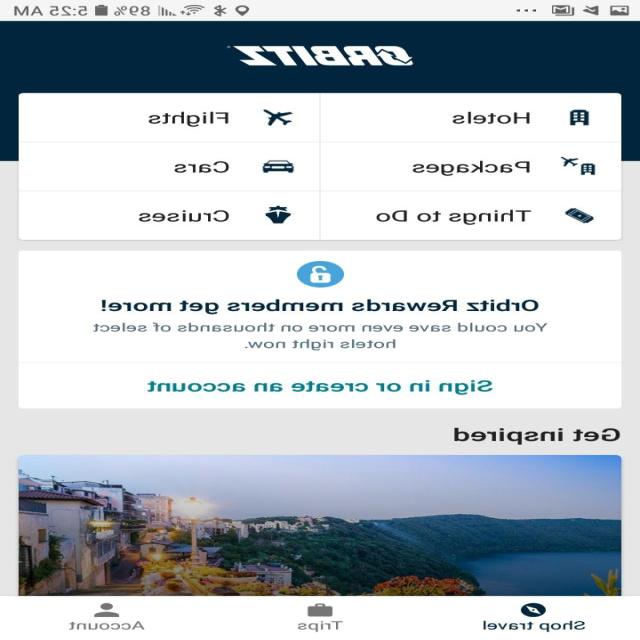 89% 5:25 AM
ORBITZ
Hotels
Flights
Packages
Cars
Things to Do
Cruises
Orbitz Rewards members get more!
You could save even more on thousands of select
hotels right now.
Sign in or create an account
Get inspired
Shop travel
Trips
Account